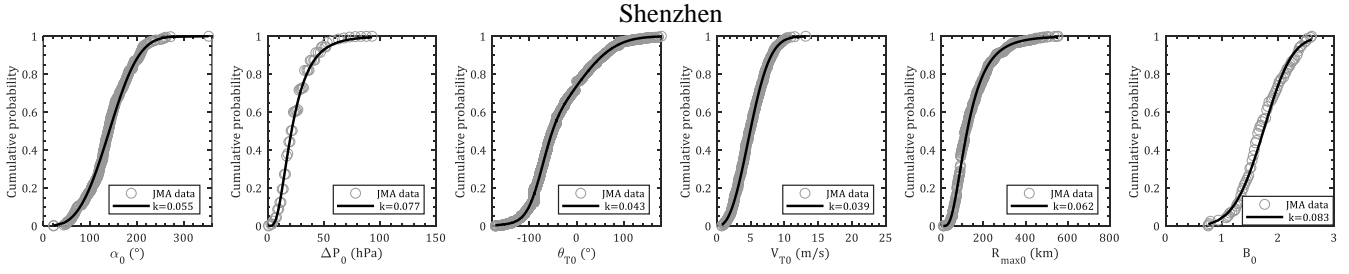 Shenzhen
Cumulative probability
1
0.8
0.6
0.4
0.2
0
JMA data
k=0.055
0 100 200 300
α0 (°)
Cumulative probability
1
0.8
0.6
0.4
0.2
0
JMA data
k=0.077
0 50 100 150
ΔP0 (hPa)
Cumulative probability
1
0.8
0.6
0.4
0.2
0
JMA data
k=0.043
-100 0 100
θT0 (°)
Cumulative probability
1
0.8
0.6
0.4
0.2
0
JMA data
k=0.039
0 5 10 15 20 25
VT0 (m/s)
Cumulative probability
1
0.8
0.6
0.4
0.2
0
JMA data
k=0.062
0 200 400 600 800
Rmax0 (km)
Cumulative probability
1
0.8
0.6
0.4
0.2
0
JMA data
k=0.083
0 1 2 3
B0